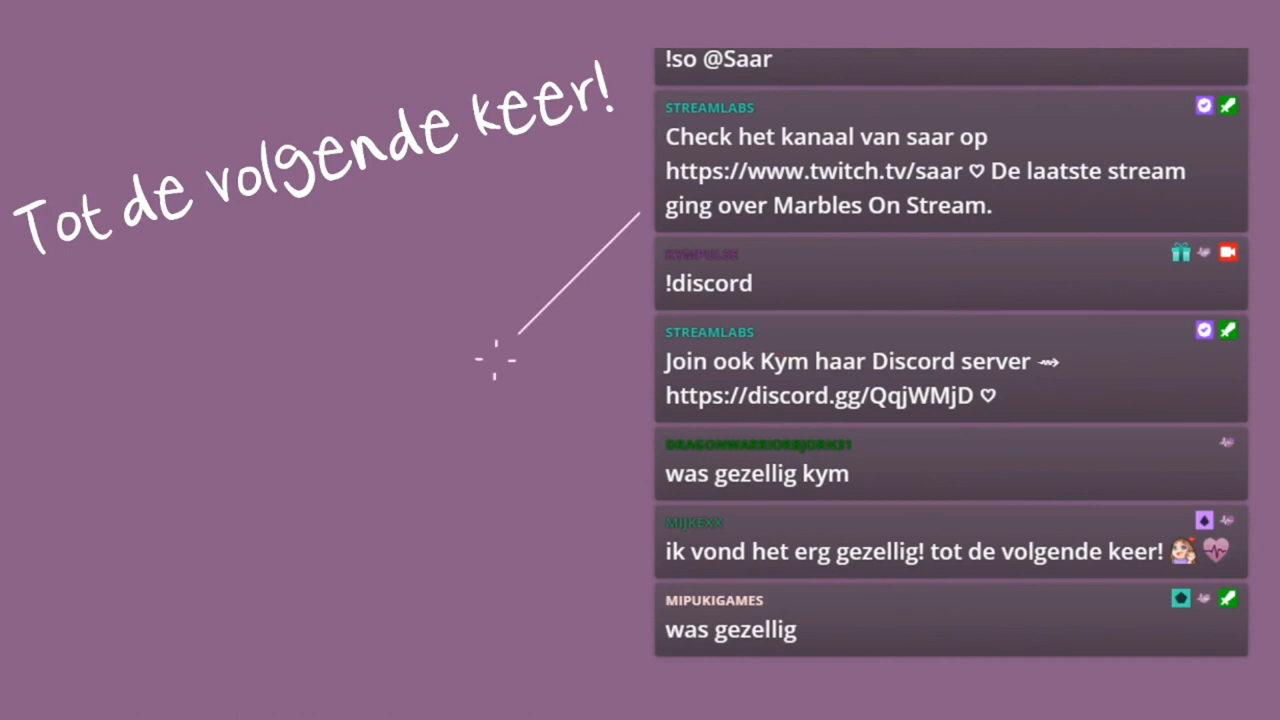 Tot de volgende keer!
!so @Saar
STREAMLABS
Check het kanaal van saar op
https://www.twitch.tv/saar ♡ De laatste stream
ging over Marbles On Stream.
!discord
STREAMLABS
Join ook Kym haar Discord server ⇝
https://discord.gg/QqjWMjD ♡
DRAGONWARRIORBJORN31
was gezellig kym
MIJKEXX
ik vond het erg gezellig! tot de volgende keer!
MIPUKIGAMES
was gezellig